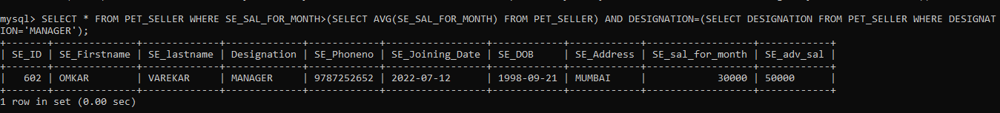 mysql> SELECT * FROM PET_SELLER WHERE SE_SAL_FOR_MONTH>(SELECT AVG(SE_SAL_FOR_MONTH) FROM PET_SELLER) AND DESIGNATION=(SELECT DESIGNATION FROM PET_SELLER WHERE DESIGNAT
ION='MANAGER');
+-------+--------------+-------------+-------------+------------+-----------------+------------+------------+------------------+------------+
| SE_ID | SE_Firstname | SE_lastname | Designation | SE_Phoneno | SE_Joining_Date | SE_DOB     | SE_Address | SE_sal_for_month | SE_adv_sal |
+-------+--------------+-------------+-------------+------------+-----------------+------------+------------+------------------+------------+
|   602 | OMKAR        | VAREKAR     | MANAGER     | 9787252652 | 2022-07-12      | 1998-09-21 | MUMBAI     |            30000 | 50000      |
+-------+--------------+-------------+-------------+------------+-----------------+------------+------------+------------------+------------+
1 row in set (0.00 sec)